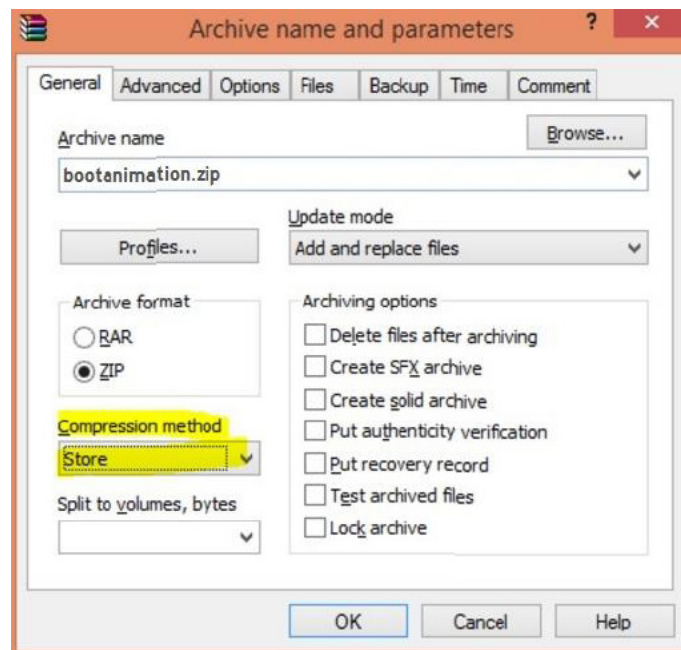 Archive name and parameters ? ×
General Advanced Options Files Backup Time Comment
Archive name
Browse...
bootanimation.zip
Profiles...
Update mode
Add and replace files
Archive format
RAR
ZIP
Compression method
Store
Split to volumes, bytes
Archiving options
Delete files after archiving
Create SFX archive
Create solid archive
Put authenticity verification
Put recovery record
Test archived files
Lock archive
OK Cancel Help